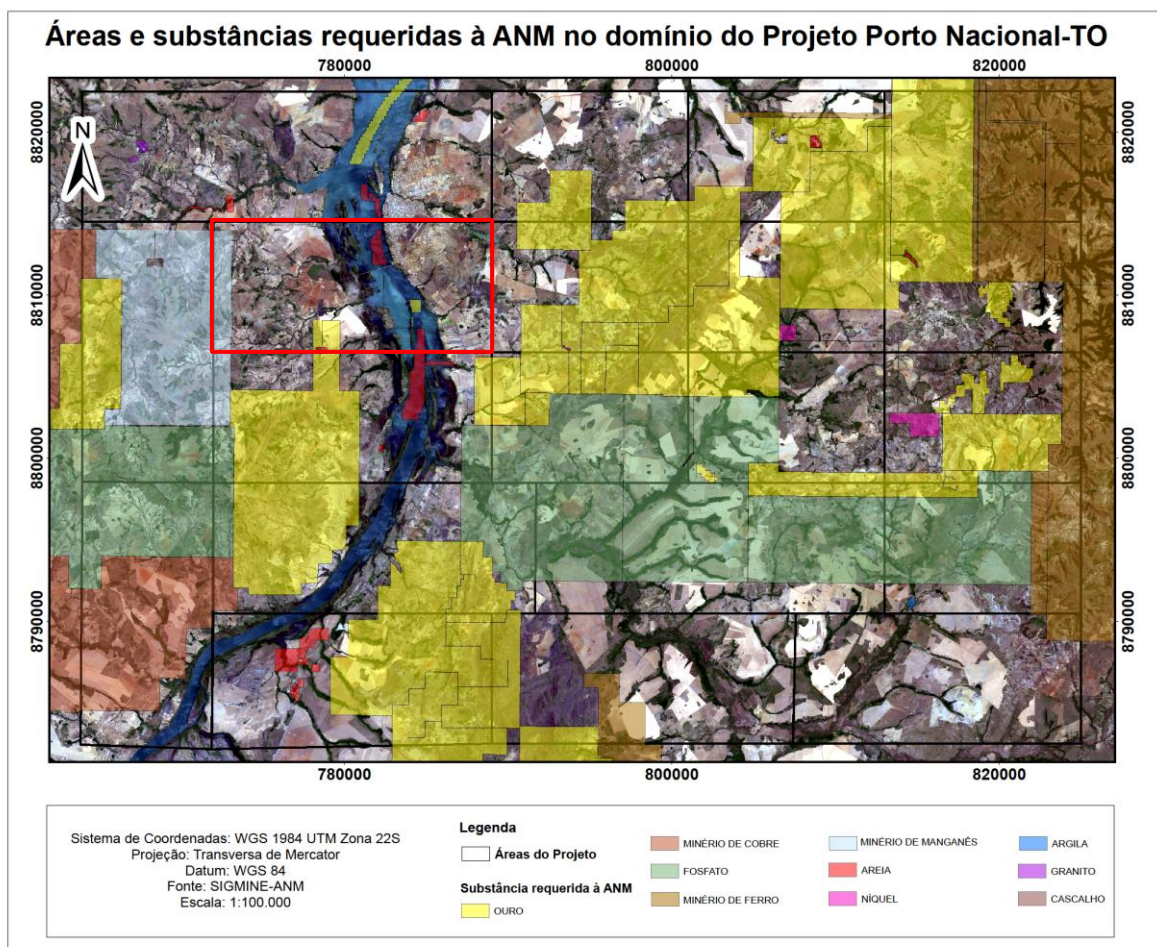 Áreas e substâncias requeridas à ANM no domínio do Projeto Porto Nacional-TO
780000 800000 820000
N
8820000 8820000
8810000 8810000
8800000 8800000
8790000 8790000
780000 800000 820000
Sistema de Coordenadas: WGS 1984 UTM Zona 22S
Projeção: Transversa de Mercator
Datum: WGS 84
Fonte: SIGMINE-ANM
Escala: 1:100.000
Legenda
Áreas do Projeto
Substância requerida à ANM
OURO
MINÉRIO DE COBRE
FOSFATO
MINÉRIO DE FERRO
MINÉRIO DE MANGANÊS
AREIA
NÍQUEL
ARGILA
GRANITO
CASCALHO